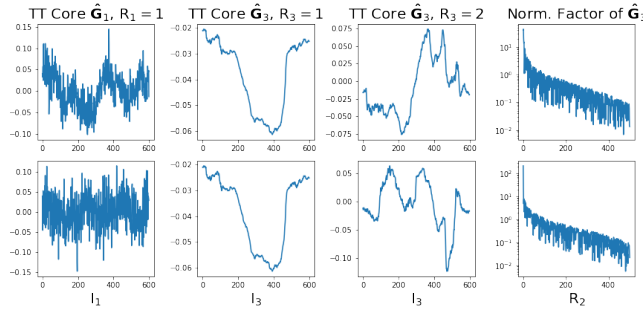 TT Core Ĝ₁, R₁ = 1
TT Core Ĝ₃, R₃ = 1
TT Core Ĝ₃, R₃ = 2
Norm. Factor of Ĝ₃
0.15
0.10
0.05
0.00
−0.05
−0.10
0 200 400 600
−0.02
−0.03
−0.04
−0.05
−0.06
0 200 400 600
0.075
0.050
0.025
0.000
−0.025
−0.050
−0.075
0 200 400 600
10¹
10⁰
10⁻¹
10⁻²
0 200 400
0.10
0.05
0.00
−0.05
−0.10
−0.15
0 200 400 600
I₁
−0.02
−0.03
−0.04
−0.05
−0.06
0 200 400 600
I₃
0.05
0.00
−0.05
−0.10
0 200 400 600
I₃
10²
10¹
10⁰
10⁻¹
10⁻²
0 200 400
R₂